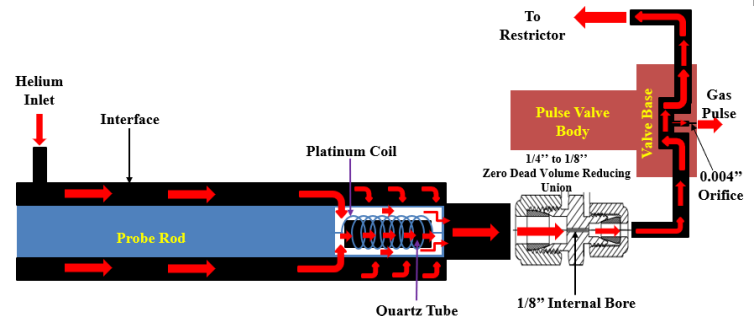 To
Restrictor
Helium
Inlet
Interface
Gas
Pulse
Pulse Valve
Body
Valve Base
Platinum Coil
1/4’’ to 1/8’’
Zero Dead Volume Reducing
Union
0.004”
Orifice
Probe Rod
Quartz Tube
1/8” Internal Bore